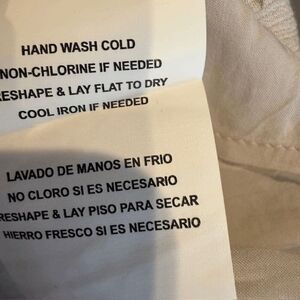 HAND WASH COLD
NON-CHLORINE IF NEEDED
RESHAPE & LAY FLAT TO DRY
COOL IRON IF NEEDED
LAVADO DE MANOS EN FRIO
NO CLORO SI ES NECESARIO
RESHAPE & LAY PISO PARA SECAR
HIERRO FRESCO SI ES NECESARIO